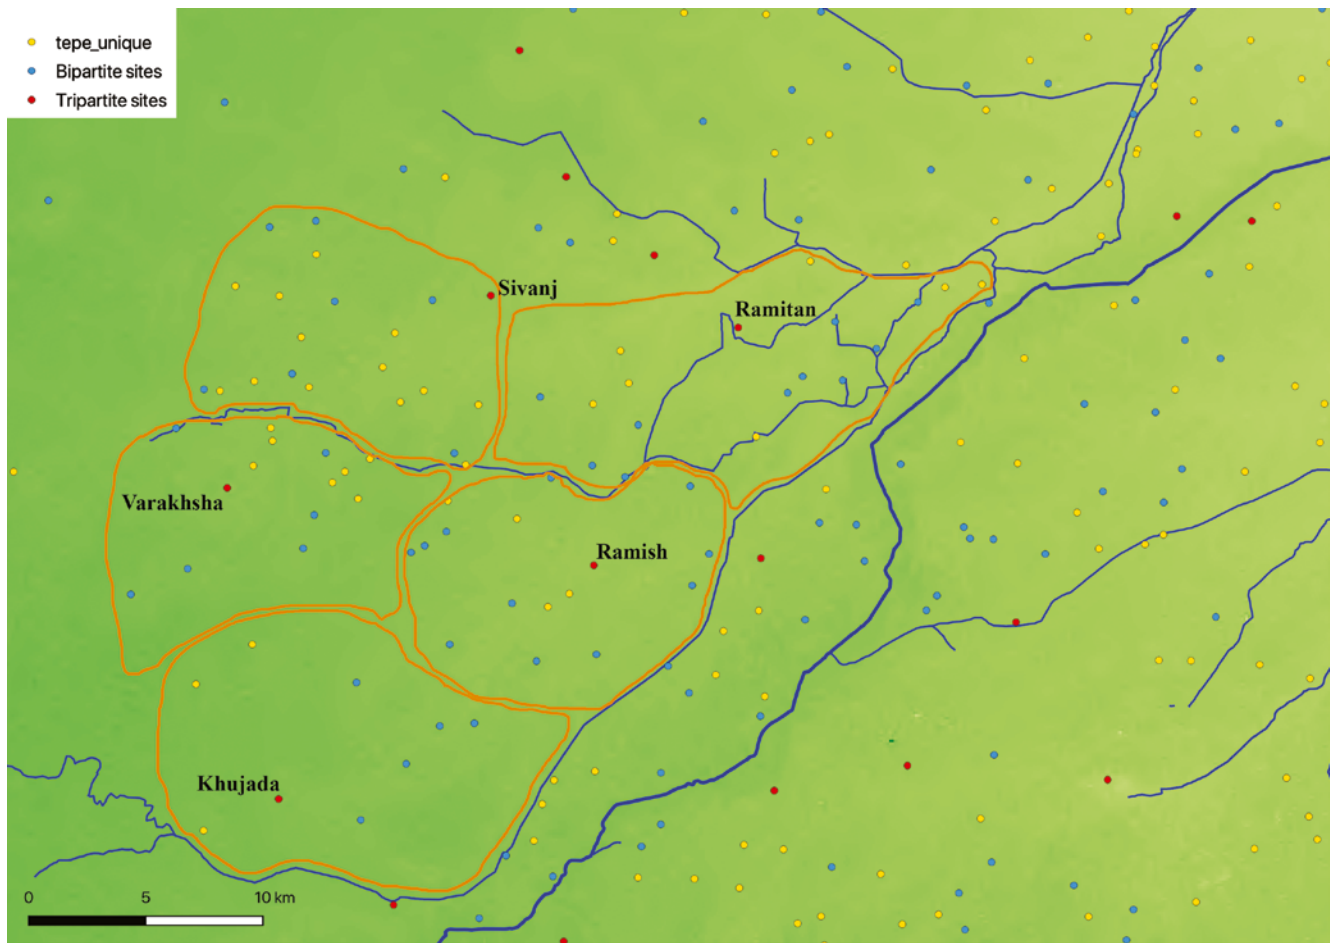 tepe_unique
Bipartite sites
Tripartite sites
Sivanj
Ramitan
Varakhsha
Ramish
Khujada
0 5 10 km